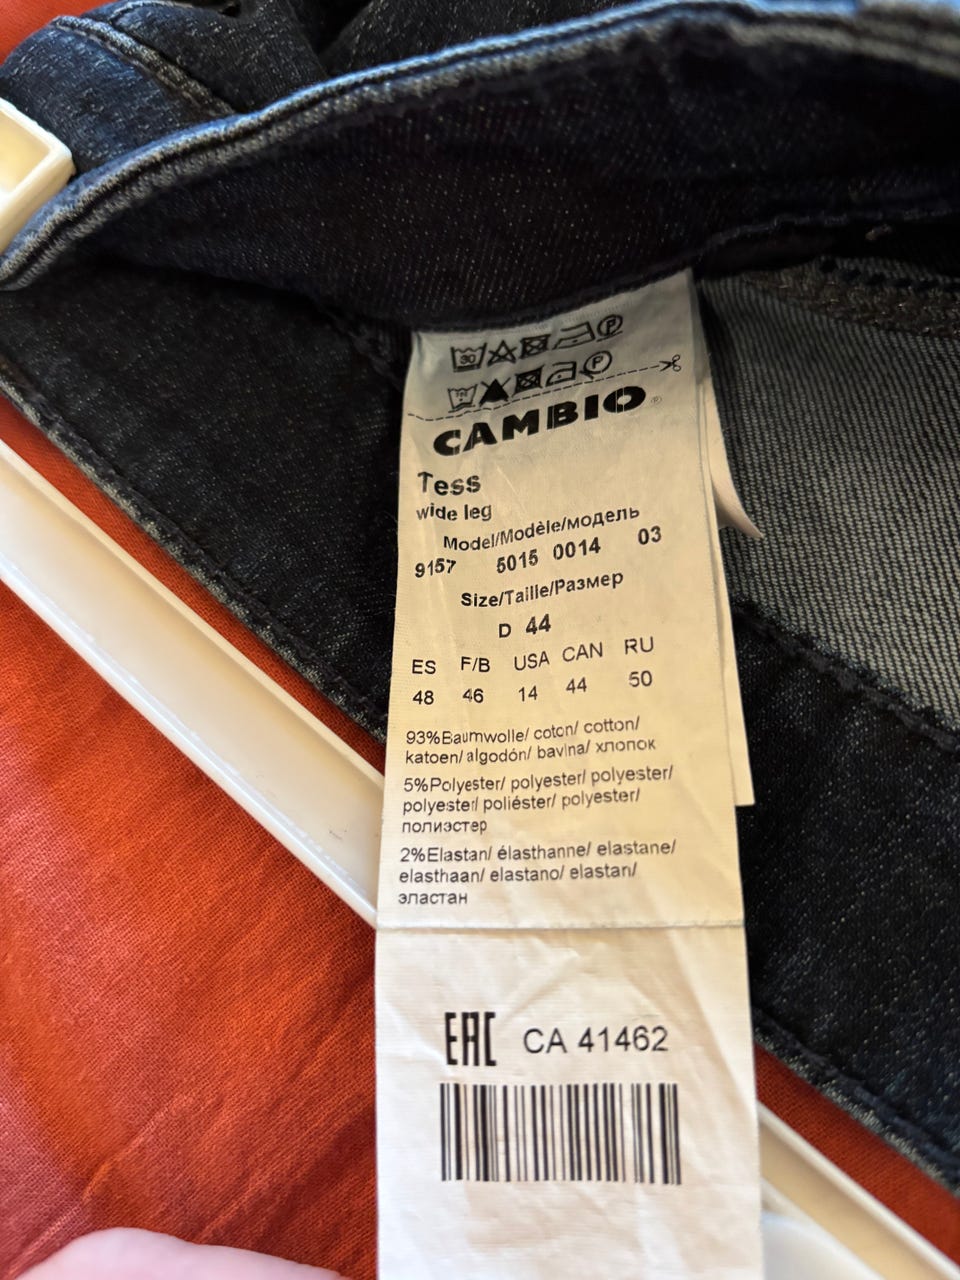 CAMBIO®
Tess
wide leg
Model/Modèle/модель
9157 5015 0014 03
Size/Taille/Размер
D 44
ES F/B USA CAN RU
48 46 14 44 50
93%Baumwolle/ coton/ cotton/
katoen/ algodón/ bavlna/ хлопок
5%Polyester/ polyester/ polyester/
polyester/ poliéster/ polyester/
полиэстер
2%Elastan/ élasthanne/ elastane/
elasthaan/ elastano/ elastan/
эластан
EAC CA 41462